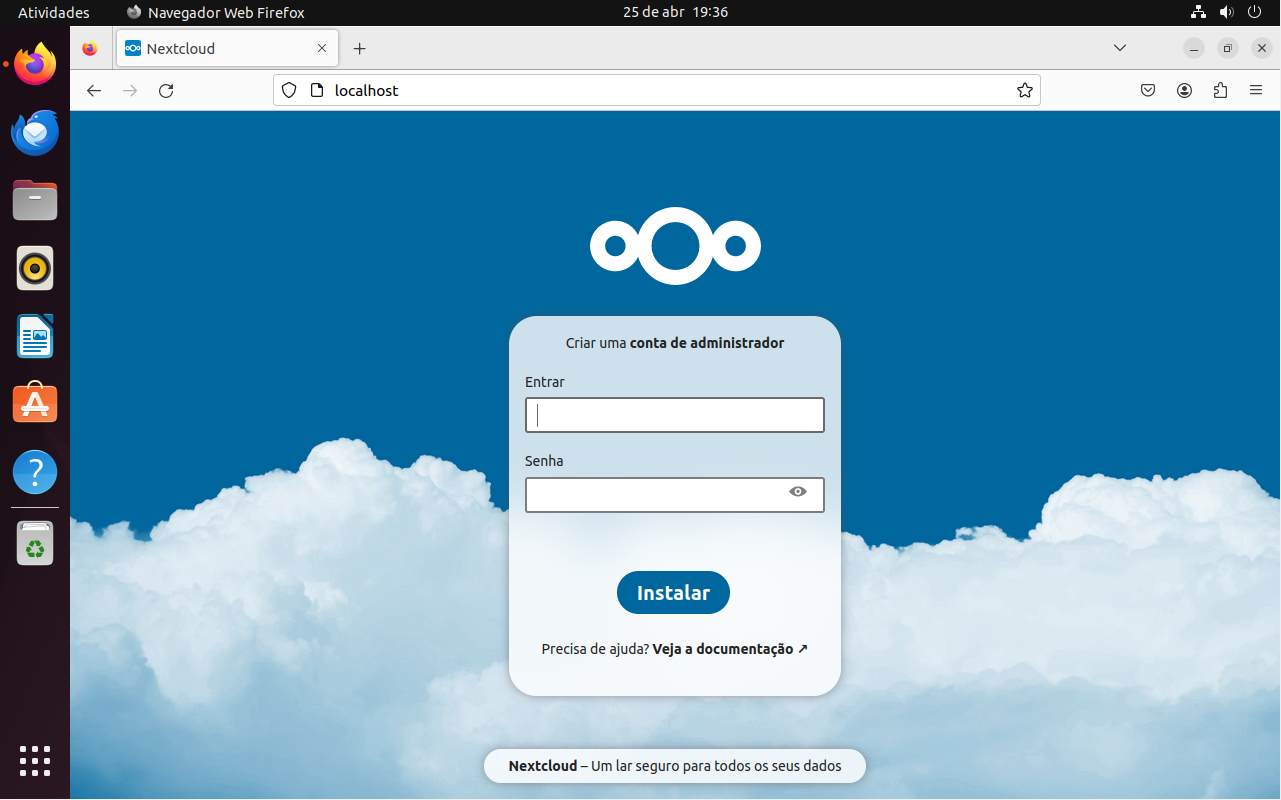 Atividades Navegador Web Firefox 25 de abr 19:36
Nextcloud
localhost
Criar uma conta de administrador
Entrar
Senha
Instalar
Precisa de ajuda? Veja a documentação ↗
Nextcloud – Um lar seguro para todos os seus dados